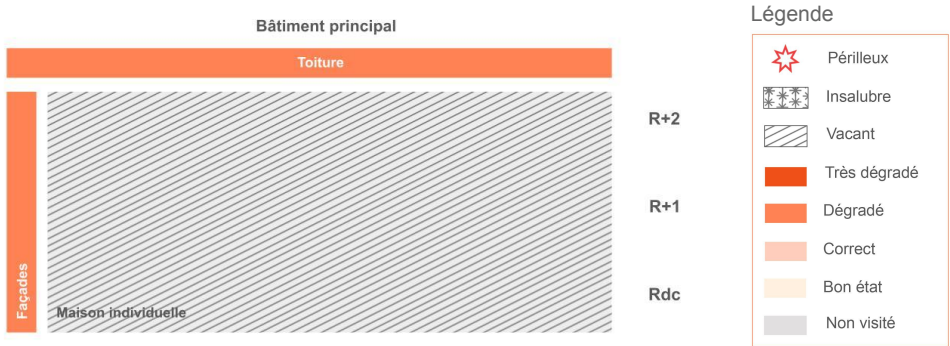 Bâtiment principal
Toiture
R+2
R+1
Rdc
Façades
Maison individuelle
Légende
Périlleux
Insalubre
Vacant
Très dégradé
Dégradé
Correct
Bon état
Non visité